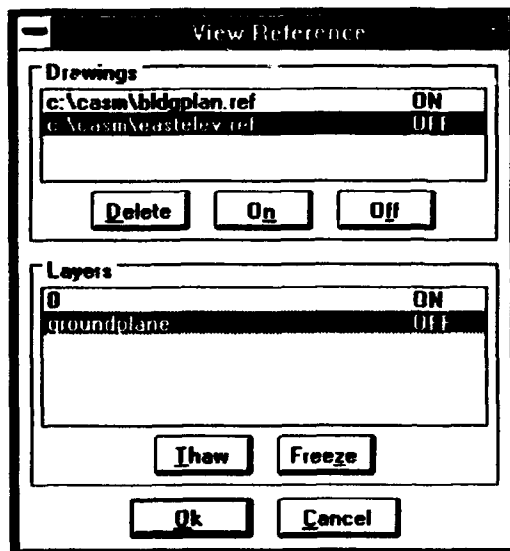 View Reference
Drawings
c:\casm\bldgplan.ref ON
c:\casm\eastelev.ref OFF
Delete On Off
Layers
0 ON
groundplane OFF
Thaw Freeze
Ok Cancel